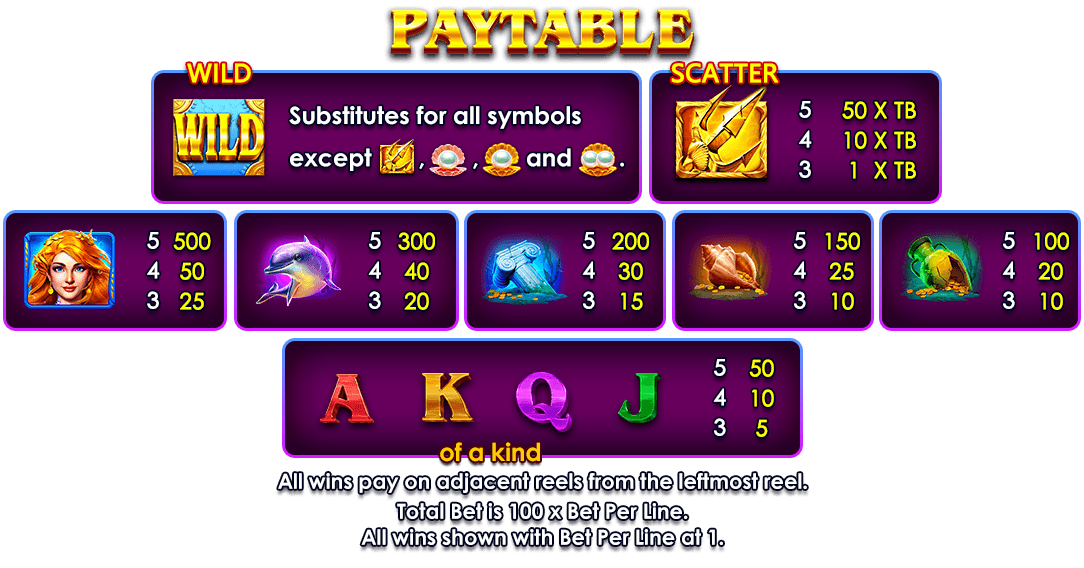 PAYTABLE
WILD
WILD
Substitutes for all symbols
except , , and .
SCATTER
5 50 X TB
4 10 X TB
3 1 X TB
5 500
4 50
3 25
5 300
4 40
3 20
5 200
4 30
3 15
5 150
4 25
3 10
5 100
4 20
3 10
A K Q J
5 50
4 10
3 5
of a kind
All wins pay on adjacent reels from the leftmost reel.
Total Bet is 100 x Bet Per Line.
All wins shown with Bet Per Line at 1.